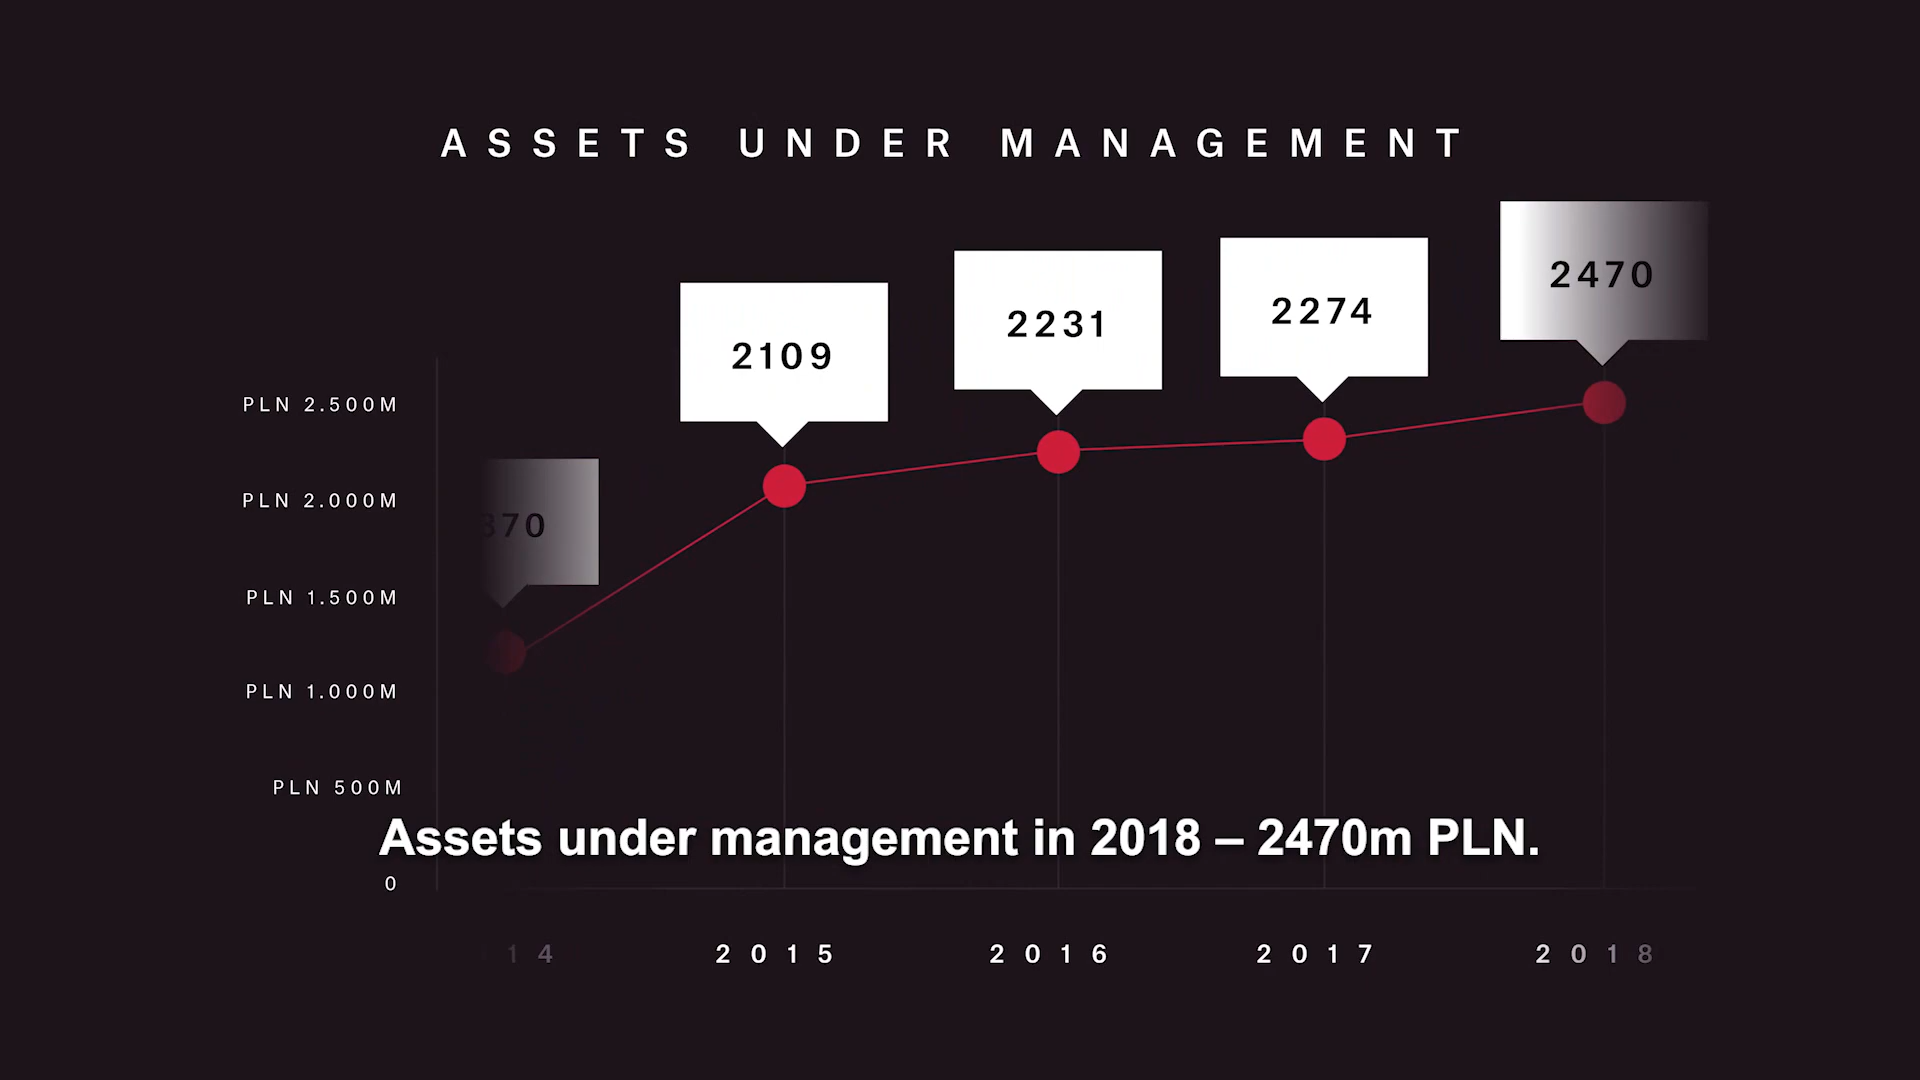 ASSETS UNDER MANAGEMENT
2470
2274
2231
2109
PLN 2.500M
PLN 2.000M
370
PLN 1.500M
PLN 1.000M
PLN 500M
Assets under management in 2018 – 2470m PLN.
0
14
2015
2016
2017
2018